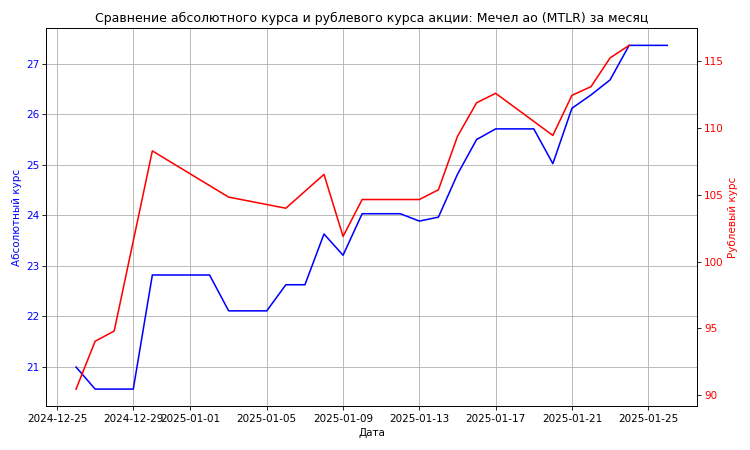 Сравнение абсолютного курса и рублевого курса акции: Мечел ао (MTLR) за месяц
Абсолютный курс
27
26
25
24
23
22
21
115
110
105
100
95
90
Рублевый курс
2024-12-25 2024-12-29 2025-01-01 2025-01-05 2025-01-09 2025-01-13 2025-01-17 2025-01-21 2025-01-25
Дата